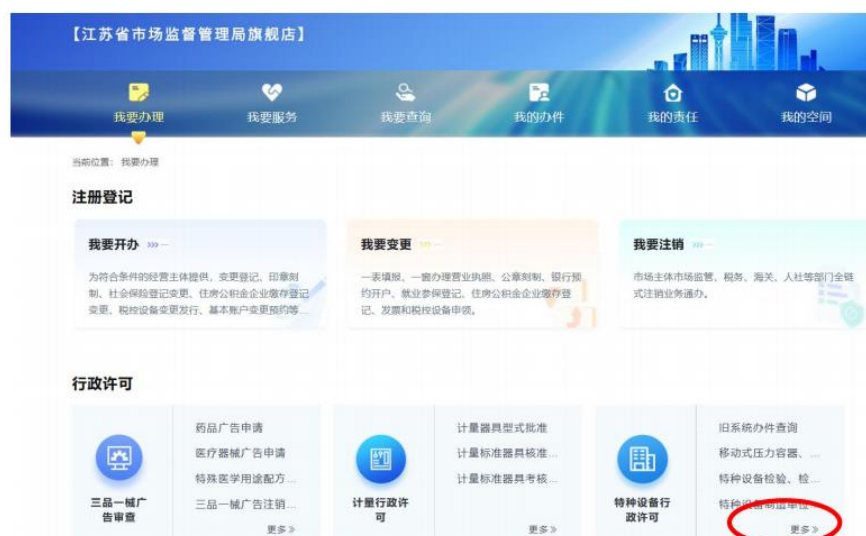 【江苏省市场监督管理局旗舰店】
我要办理
我要服务
我要查询
我的办件
我的责任
我的空间
当前位置： 我要办理
注册登记
我要开办
为符合条件的经营主体提供，变更登记、印章刻
制、社会保险登记变更、住房公积金企业缴存登记
变更、税控设备变更发行、基本账户变更预约等...
我要变更
一表填报、一窗办理营业执照、公章刻制、银行预
约开户、就业参保登记、住房公积金企业缴存登
记、发票和税控设备申领。
我要注销
市场主体市场监管、税务、海关、人社等部门全链
式注销业务通办。
行政许可
三品一械广
告审查
药品广告申请
医疗器械广告申请
特殊医学用途配方...
三品一械广告注销...
更多》
计量行政许
可
计量器具型式批准
计量标准器具核准...
计量标准器具考核...
更多》
特种设备行
政许可
旧系统办件查询
移动式压力容器、...
特种设备检验、检...
特种设备制造单位...
更多》